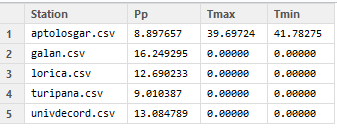 Station Pp Tmax Tmin
1 aptolosgar.csv 8.897657 39.69724 41.78275
2 galan.csv 16.249295 0.00000 0.00000
3 lorica.csv 12.690233 0.00000 0.00000
4 turipana.csv 9.010387 0.00000 0.00000
5 univdecord.csv 13.084789 0.00000 0.00000